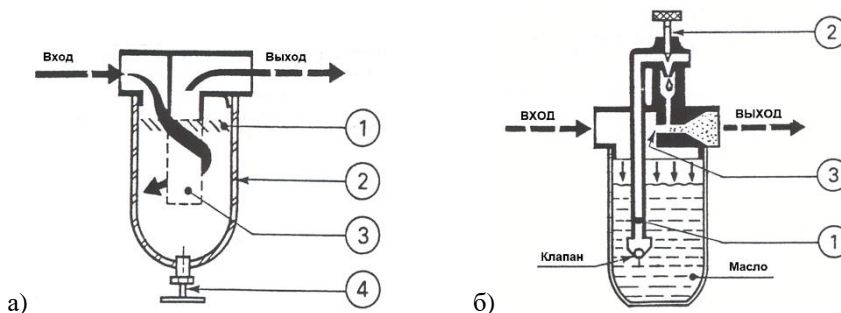 Вход
Выход
1
2
3
4
а)
2
ВХОД
ВЫХОД
3
1
Клапан
Масло
б)